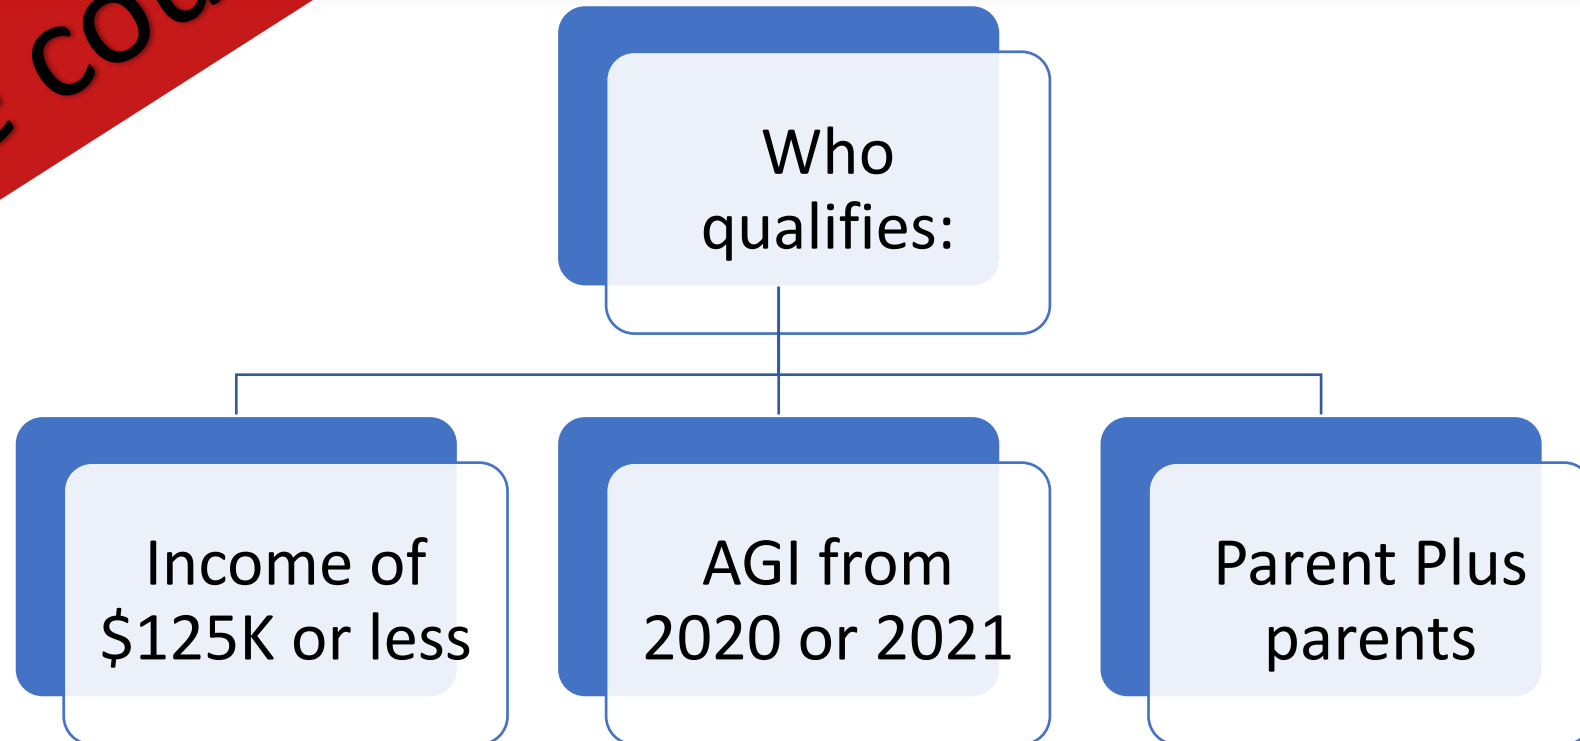 Who
qualifies:
Income of
$125K or less
AGI from
2020 or 2021
Parent Plus
parents